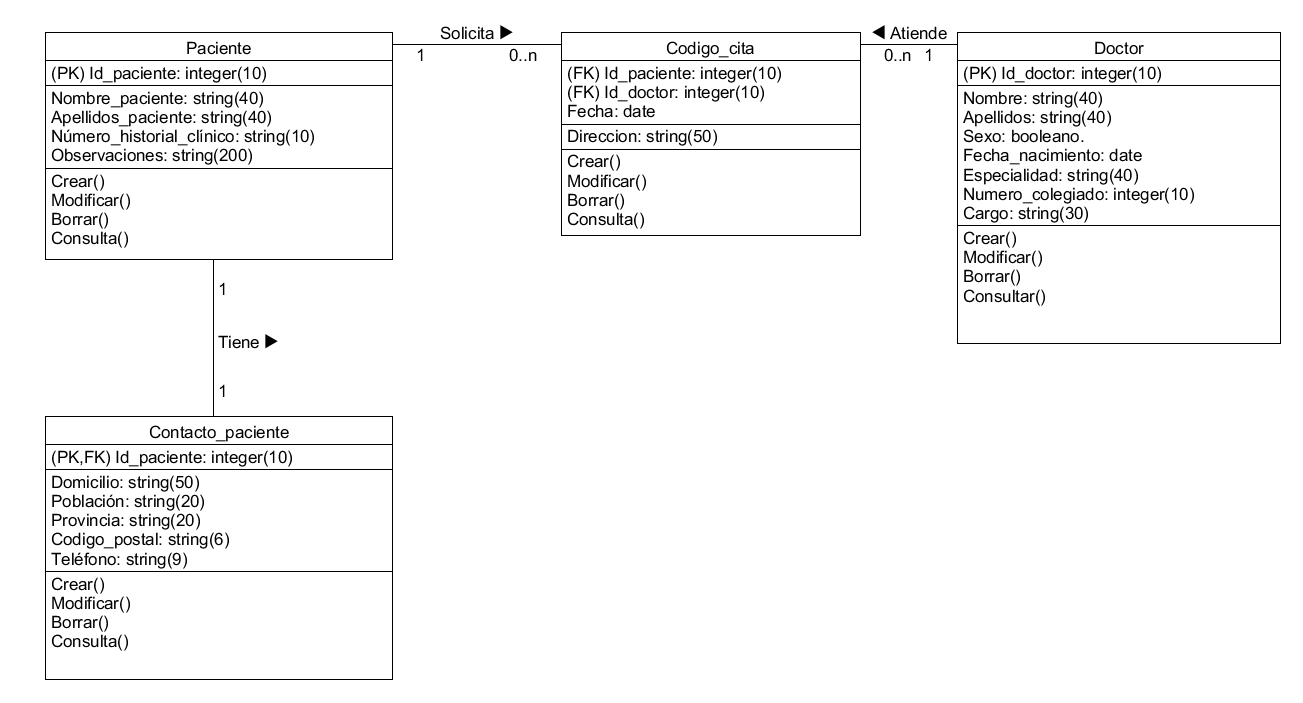 Paciente
(PK) Id_paciente: integer(10)
Nombre_paciente: string(40)
Apellidos_paciente: string(40)
Número_historial_clínico: string(10)
Observaciones: string(200)
Crear()
Modificar()
Borrar()
Consulta()
Solicita ▶
1
0..n
Codigo_cita
(FK) Id_paciente: integer(10)
(FK) Id_doctor: integer(10)
Fecha: date
Direccion: string(50)
Crear()
Modificar()
Borrar()
Consulta()
◀ Atiende
0..n
1
Doctor
(PK) Id_doctor: integer(10)
Nombre: string(40)
Apellidos: string(40)
Sexo: booleano.
Fecha_nacimiento: date
Especialidad: string(40)
Numero_colegiado: integer(10)
Cargo: string(30)
Crear()
Modificar()
Borrar()
Consultar()
1
Tiene ▶
1
Contacto_paciente
(PK,FK) Id_paciente: integer(10)
Domicilio: string(50)
Población: string(20)
Provincia: string(20)
Codigo_postal: string(6)
Teléfono: string(9)
Crear()
Modificar()
Borrar()
Consulta()